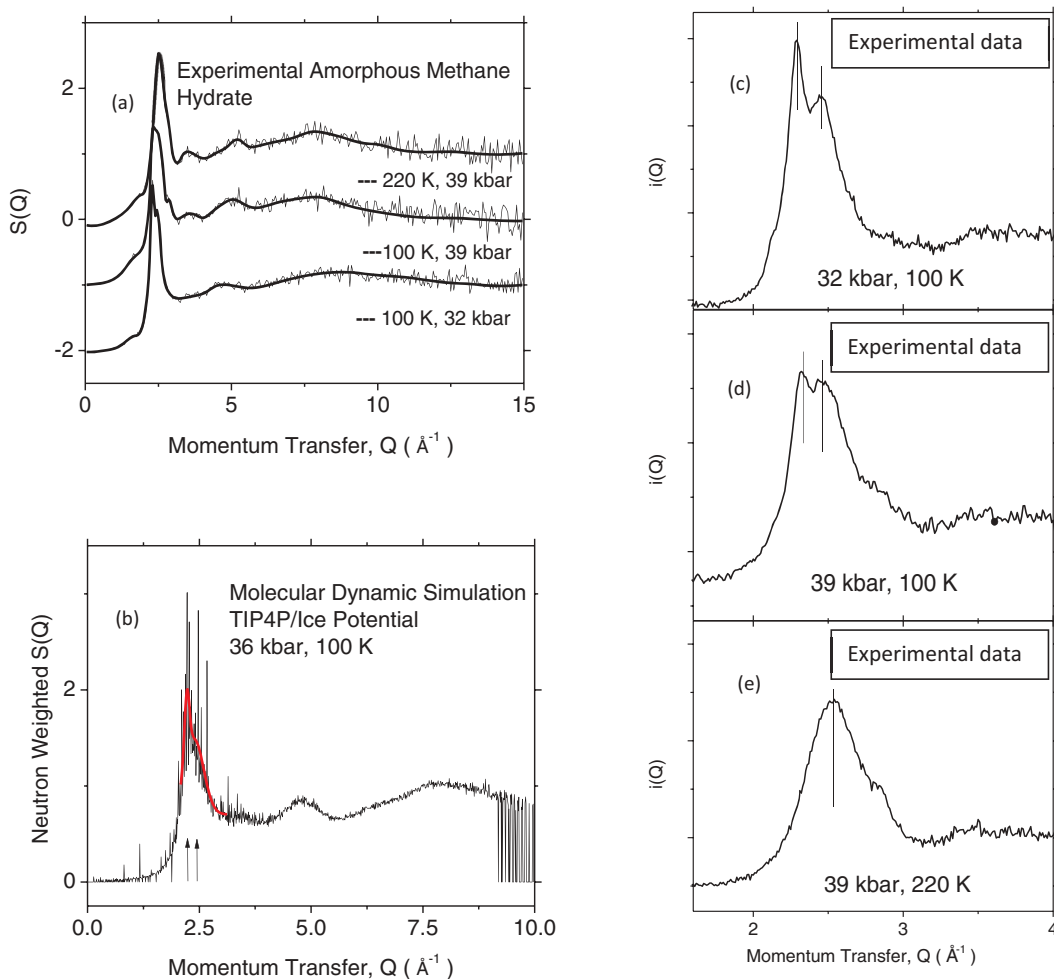 (a)
Experimental Amorphous Methane
Hydrate
2
0
-2
S(Q)
--- 220 K, 39 kbar
---100 K, 39 kbar
--- 100 K, 32 kbar
0
5
10
15
Momentum Transfer, Q ( Å-1 )
(b)
Molecular Dynamic Simulation
TIP4P/Ice Potential
36 kbar, 100 K
Neutron Weighted S(Q)
2
1
0
0.0
2.5
5.0
7.5
10.0
Momentum Transfer, Q ( Å-1 )
(c)
Experimental data
i(Q)
32 kbar, 100 K
(d)
Experimental data
i(Q)
39 kbar, 100 K
(e)
Experimental data
i(Q)
39 kbar, 220 K
2
3
4
Momentum Transfer, Q ( Å-1 )